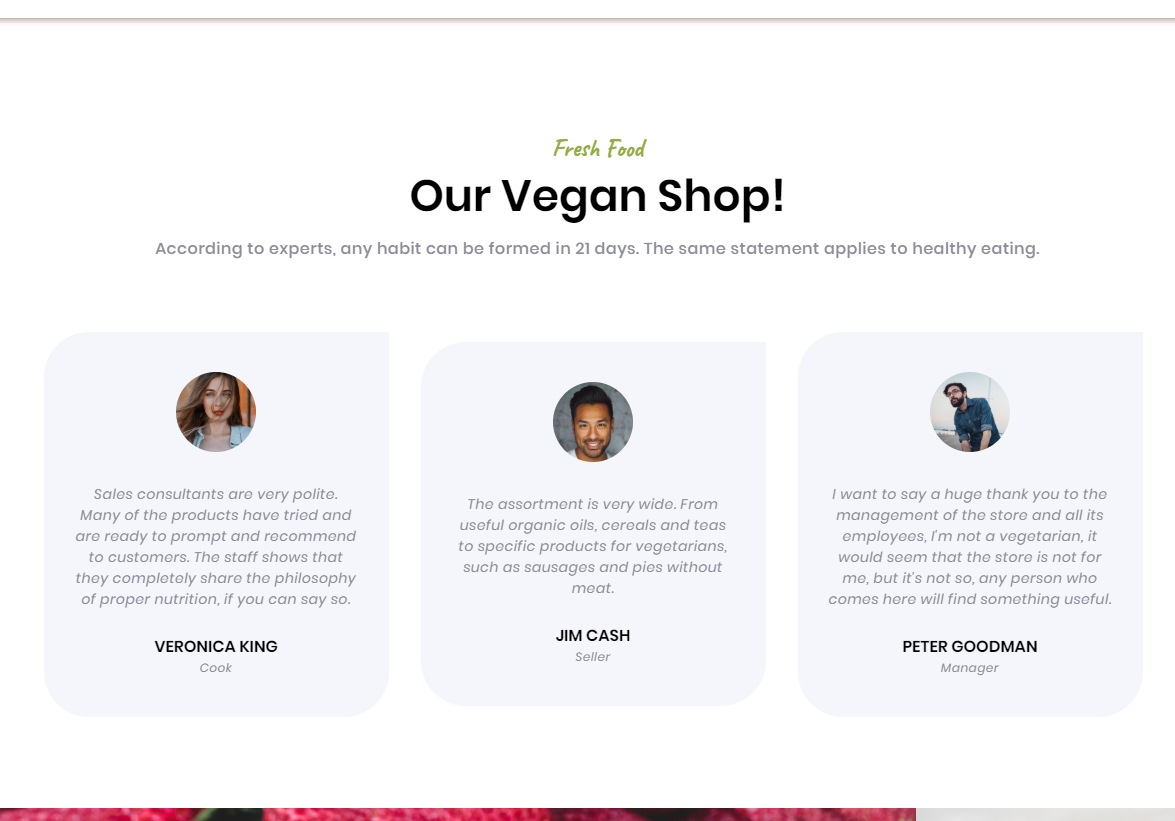 Fresh Food
Our Vegan Shop!
According to experts, any habit can be formed in 21 days. The same statement applies to healthy eating.
Sales consultants are very polite.
Many of the products have tried and
are ready to prompt and recommend
to customers. The staff shows that
they completely share the philosophy
of proper nutrition, if you can say so.
VERONICA KING
Cook
The assortment is very wide. From
useful organic oils, cereals and teas
to specific products for vegetarians,
such as sausages and pies without
meat.
JIM CASH
Seller
I want to say a huge thank you to the
management of the store and all its
employees, I'm not a vegetarian, it
would seem that the store is not for
me, but it's not so, any person who
comes here will find something useful.
PETER GOODMAN
Manager